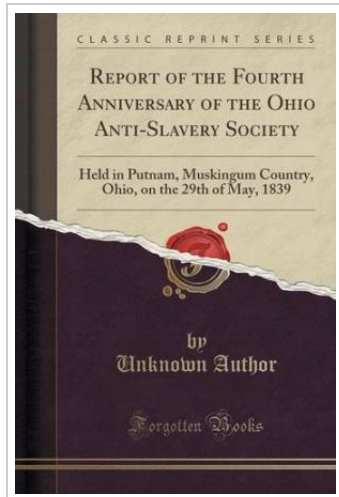 CLASSIC REPRINT SERIES
REPORT OF THE FOURTH
ANNIVERSARY OF THE OHIO
ANTI-SLAVERY SOCIETY
Held in Putnam, Muskingum Country,
Ohio, on the 29th of May, 1839
F
by
Unknown Author
Forgotten Books